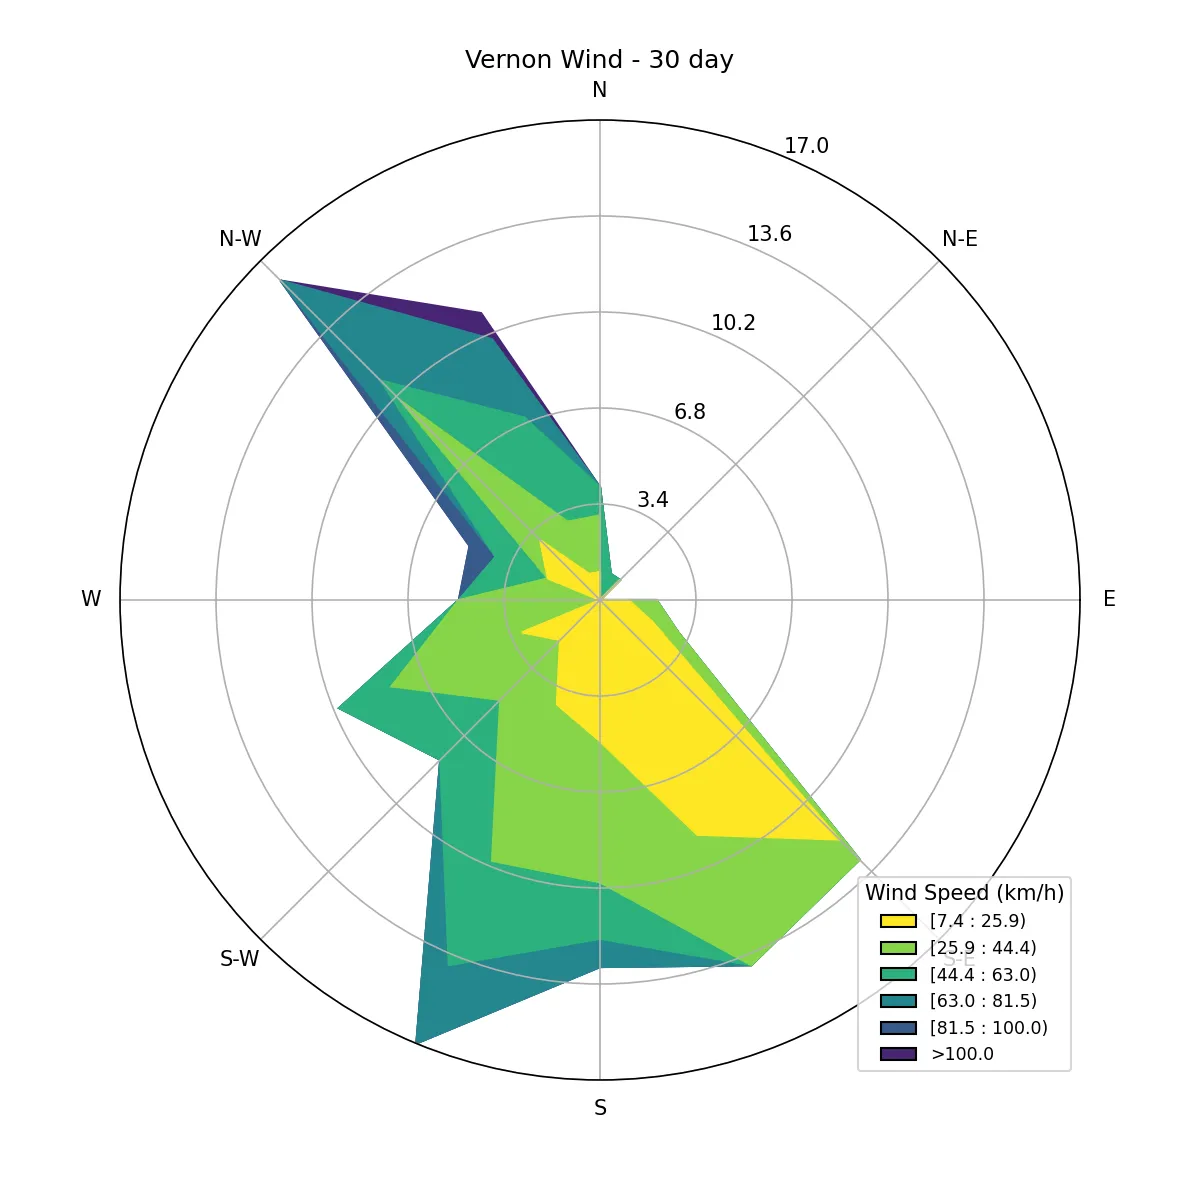 Vernon Wind - 30 day
N
17.0
N-W
N-E
13.6
10.2
6.8
3.4
W
E
S-W
S-E
S
Wind Speed (km/h)
[7.4 : 25.9)
[25.9 : 44.4)
[44.4 : 63.0)
[63.0 : 81.5)
[81.5 : 100.0)
>100.0